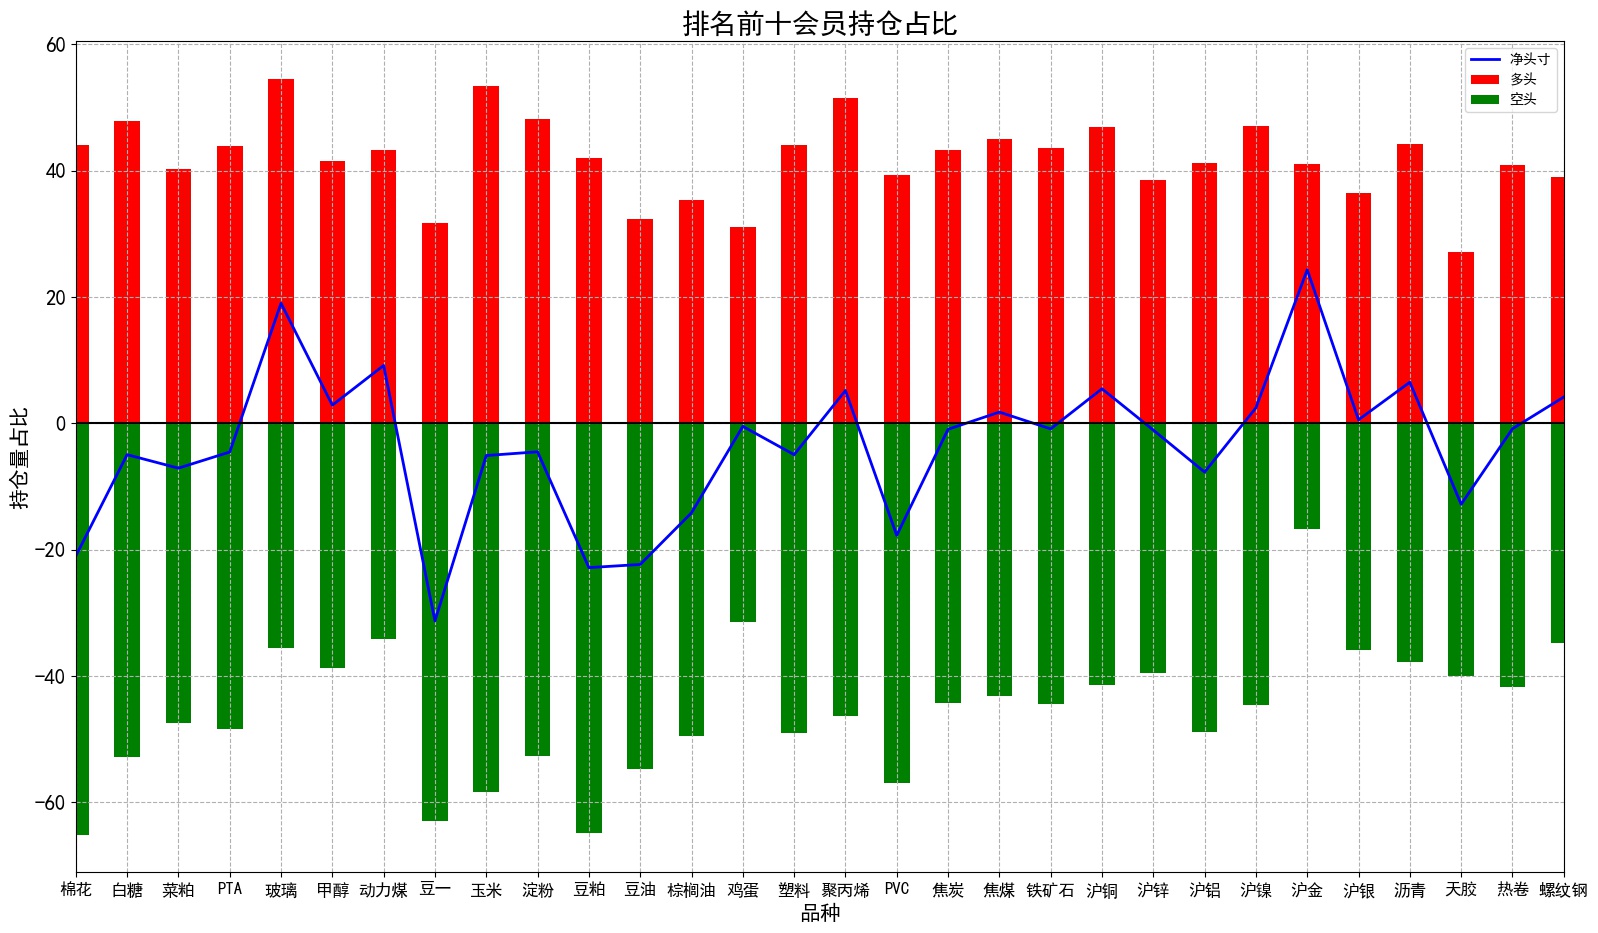 排名前十会员持仓占比
净头寸
多头
空头
持仓量占比
60
40
20
0
−20
−40
−60
棉花 白糖 菜粕 PTA 玻璃 甲醇 动力煤 豆一 玉米 淀粉 豆粕 豆油 棕榈油 鸡蛋 塑料 聚丙烯 PVC 焦炭 焦煤 铁矿石 沪铜 沪锌 沪铝 沪镍 沪金 沪银 沥青 天胶 热卷 螺纹钢
品种